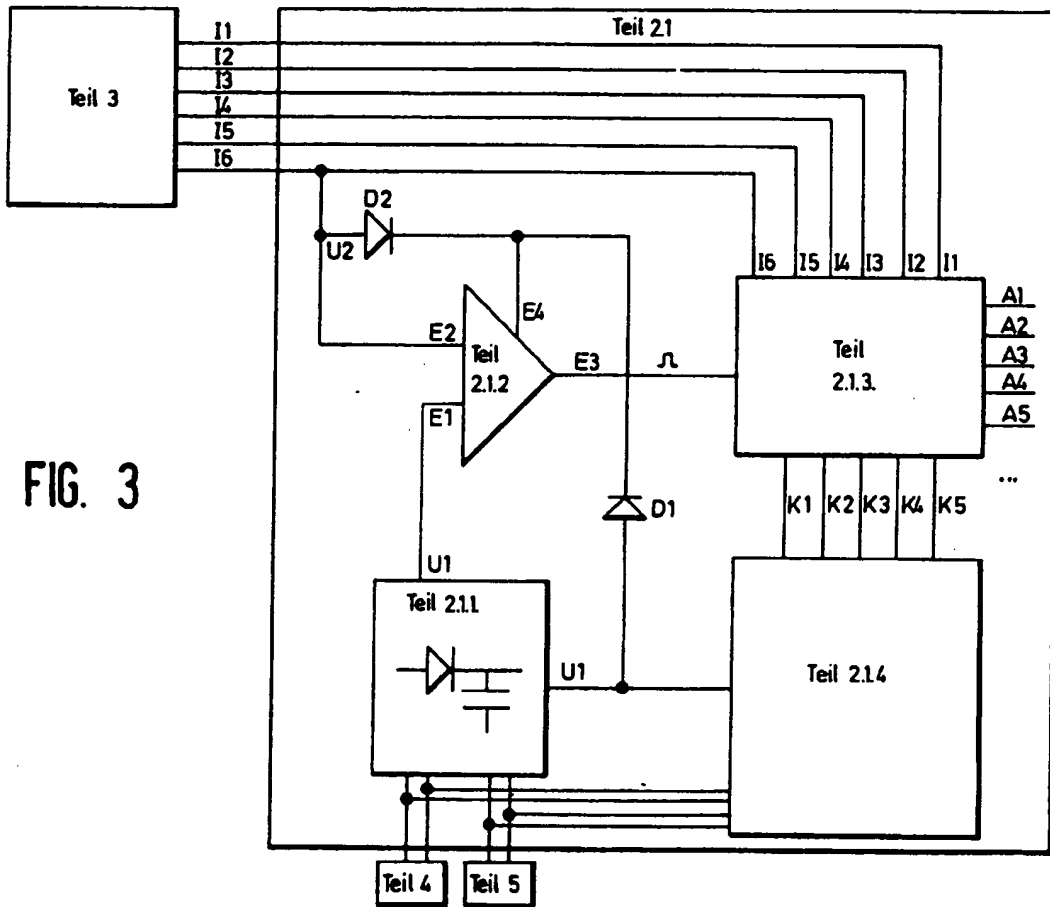 Teil 2.1
Teil 3
I1
I2
I3
I4
I5
I6
D2
U2
E4
I6 I5 I4 I3 I2 I1
E2
Teil
2.1.2
E3
E1
Teil
2.1.3.
A1
A2
A3
A4
A5
...
FIG. 3
D1
K1 K2 K3 K4 K5
U1
Teil 2.1.1.
U1
Teil 2.1.4
Teil 4
Teil 5